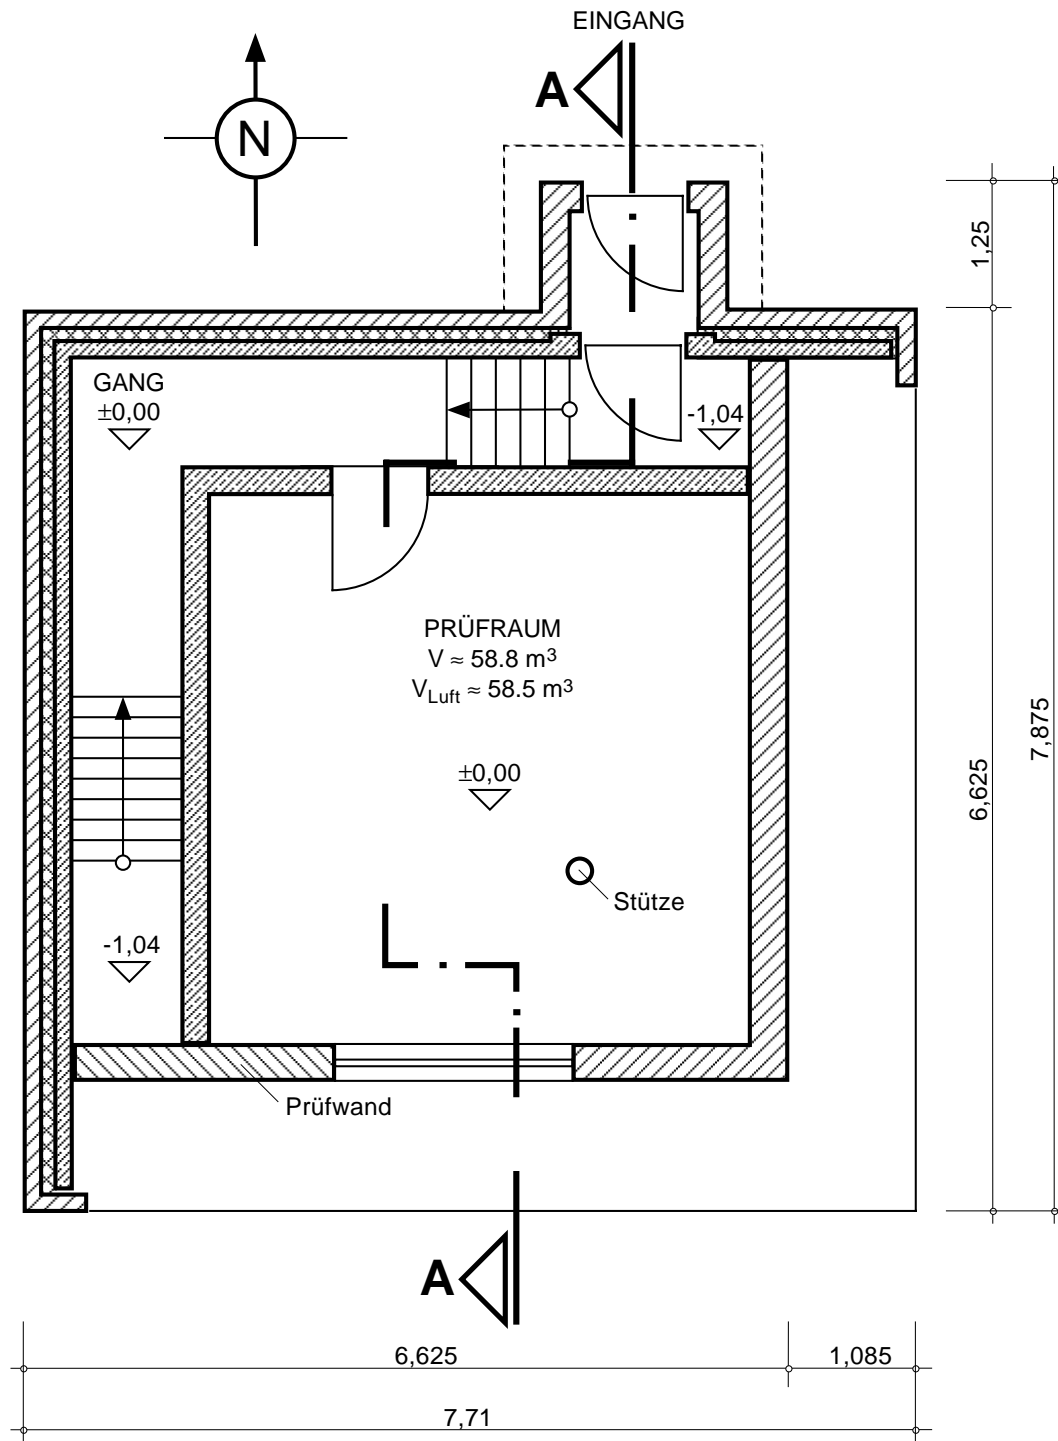 EINGANG
A
N
1,25
GANG
±0,00
-1,04
PRÜFRAUM
V ≈ 58.8 m³
V_Luft ≈ 58.5 m³
±0,00
6,625
7,875
Stütze
-1,04
Prüfwand
A
6,625
1,085
7,71